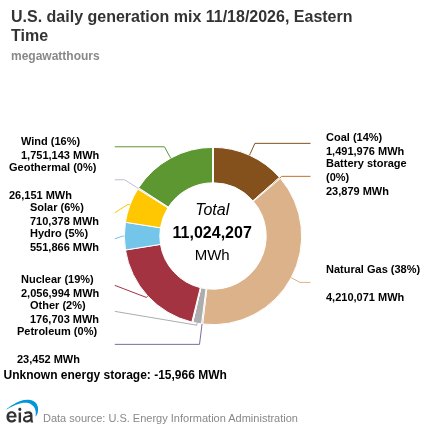 U.S. daily generation mix 11/18/2026, Eastern
Time
megawatthours
Coal (14%)
1,491,976 MWh
Battery storage
(0%)
23,879 MWh
Natural Gas (38%)
4,210,071 MWh
Wind (16%)
1,751,143 MWh
Geothermal (0%)
26,151 MWh
Solar (6%)
710,378 MWh
Hydro (5%)
551,866 MWh
Nuclear (19%)
2,056,994 MWh
Other (2%)
176,703 MWh
Petroleum (0%)
23,452 MWh
Total
11,024,207
MWh
Unknown energy storage: -15,966 MWh
eia
Data source: U.S. Energy Information Administration